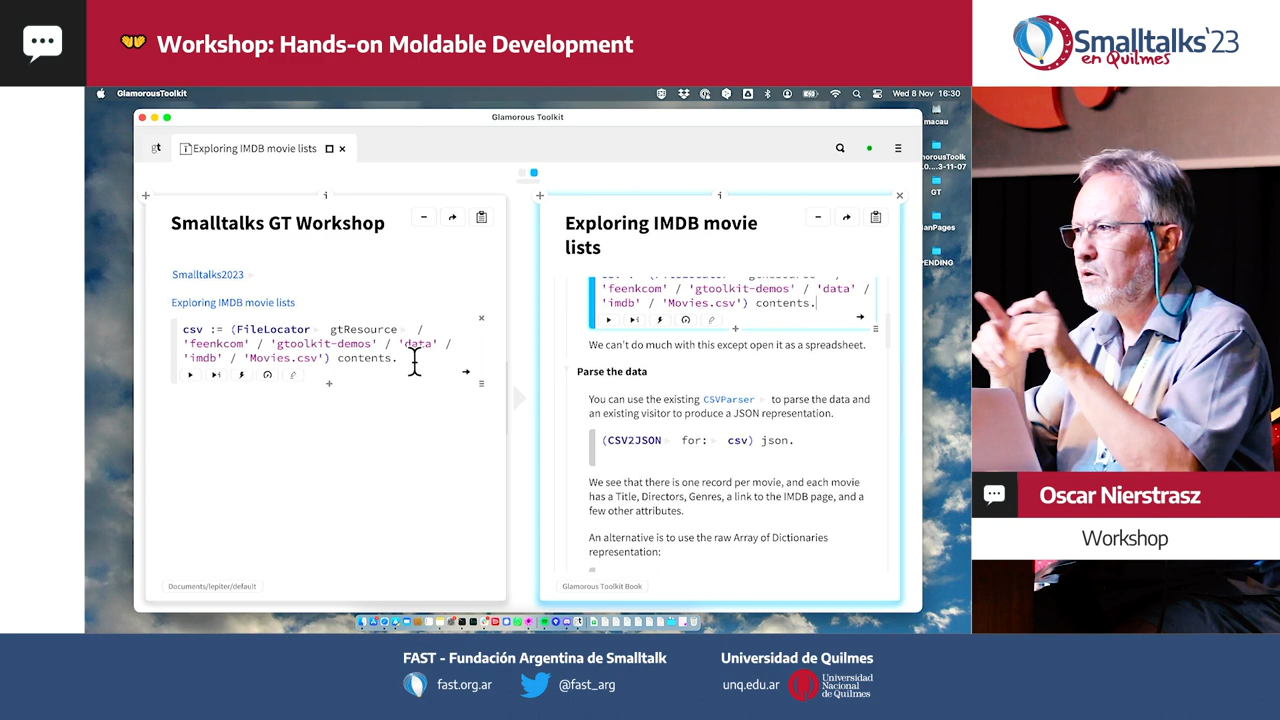 Workshop: Hands-on Moldable Development
Smalltalks'23
en Quilmes
GlamorousToolkit
Wed 8 Nov 16:30
Glamorous Toolkit
macau
gt
Exploring IMDB movie lists
GT
PENDING
Smalltalks GT Workshop
Smalltalks2023
Exploring IMDB movie lists
csv := (FileLocator gtResource /
'feenkcom' / 'gtoolkit-demos' / 'data' /
'imdb' / 'Movies.csv') contents.
Documents/lepiter/default
Exploring IMDB movie
lists
'feenkcom' / 'gtoolkit-demos' / 'data' /
'imdb' / 'Movies.csv') contents.
We can't do much with this except open it as a spreadsheet.
Parse the data
You can use the existing CSVParser to parse the data and
an existing visitor to produce a JSON representation.
(CSV2JSON for: csv) json.
We see that there is one record per movie, and each movie
has a Title, Directors, Genres, a link to the IMDB page, and a
few other attributes.
An alternative is to use the raw Array of Dictionaries
representation:
Glamorous Toolkit Book
Oscar Nierstrasz
Workshop
FAST - Fundación Argentina de Smalltalk
fast.org.ar
@fast_arg
Universidad de Quilmes
unq.edu.ar
Universidad
Nacional
de Quilmes